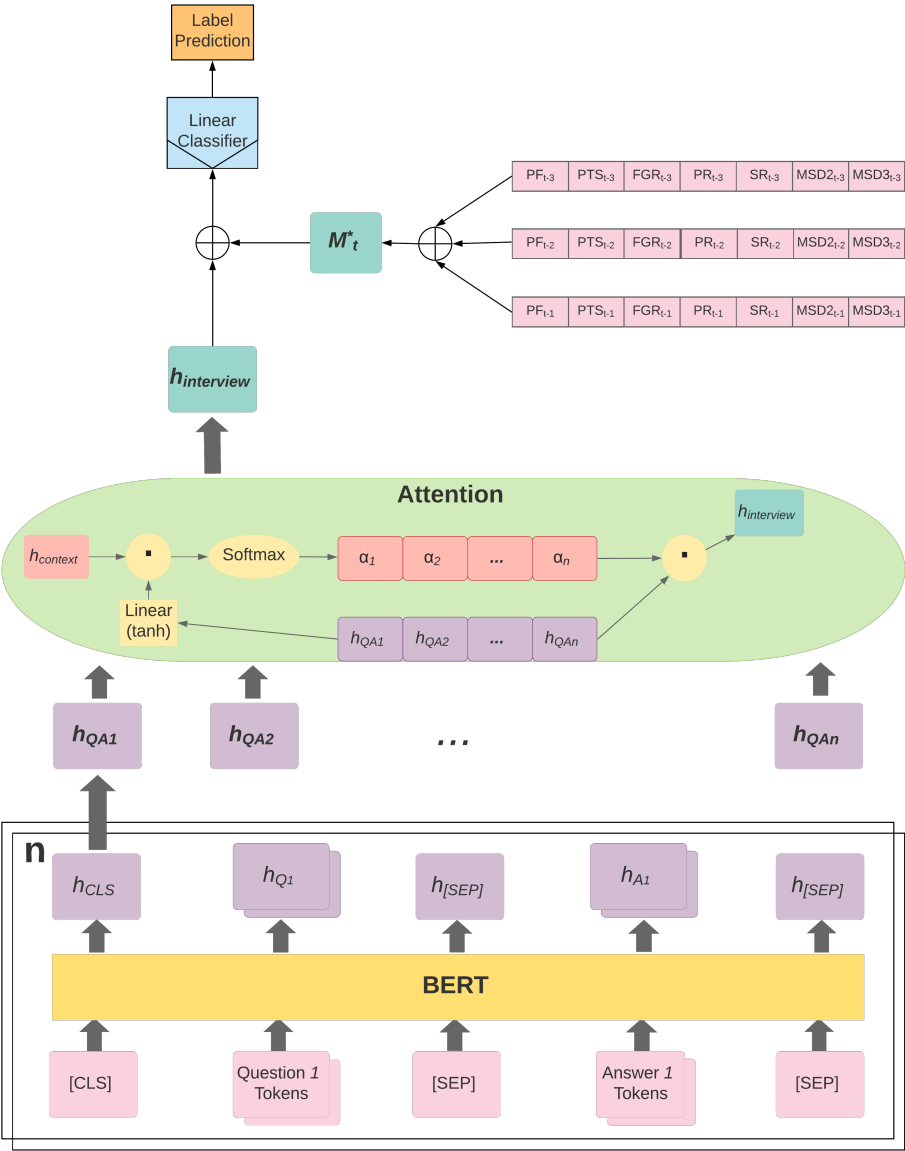 Label
Prediction
Linear
Classifier
PFt-3 PTSt-3 FGRt-3 PRt-3 SRt-3 MSD2t-3 MSD3t-3
M*t
PFt-2 PTSt-2 FGRt-2 PRt-2 SRt-2 MSD2t-2 MSD3t-2
PFt-1 PTSt-1 FGRt-1 PRt-1 SRt-1 MSD2t-1 MSD3t-1
hinterview
Attention
hinterview
hcontext
.
Softmax
α1 α2 ... αn
.
Linear
(tanh)
hQA1 hQA2 ... hQAn
hQA1 hQA2 ... hQAn
n
hCLS hQ1 h[SEP] hA1 h[SEP]
BERT
[CLS]
Question 1
Tokens
[SEP]
Answer 1
Tokens
[SEP]